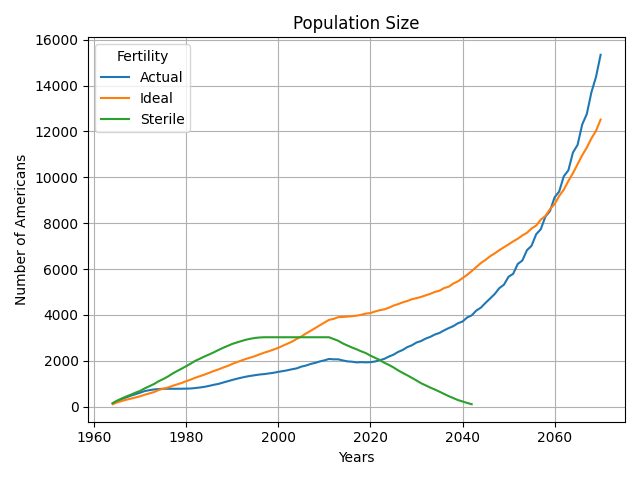 Population Size
Fertility
Actual
Ideal
Sterile
Number of Americans
16000
14000
12000
10000
8000
6000
4000
2000
0
1960
1980
2000
2020
2040
2060
Years